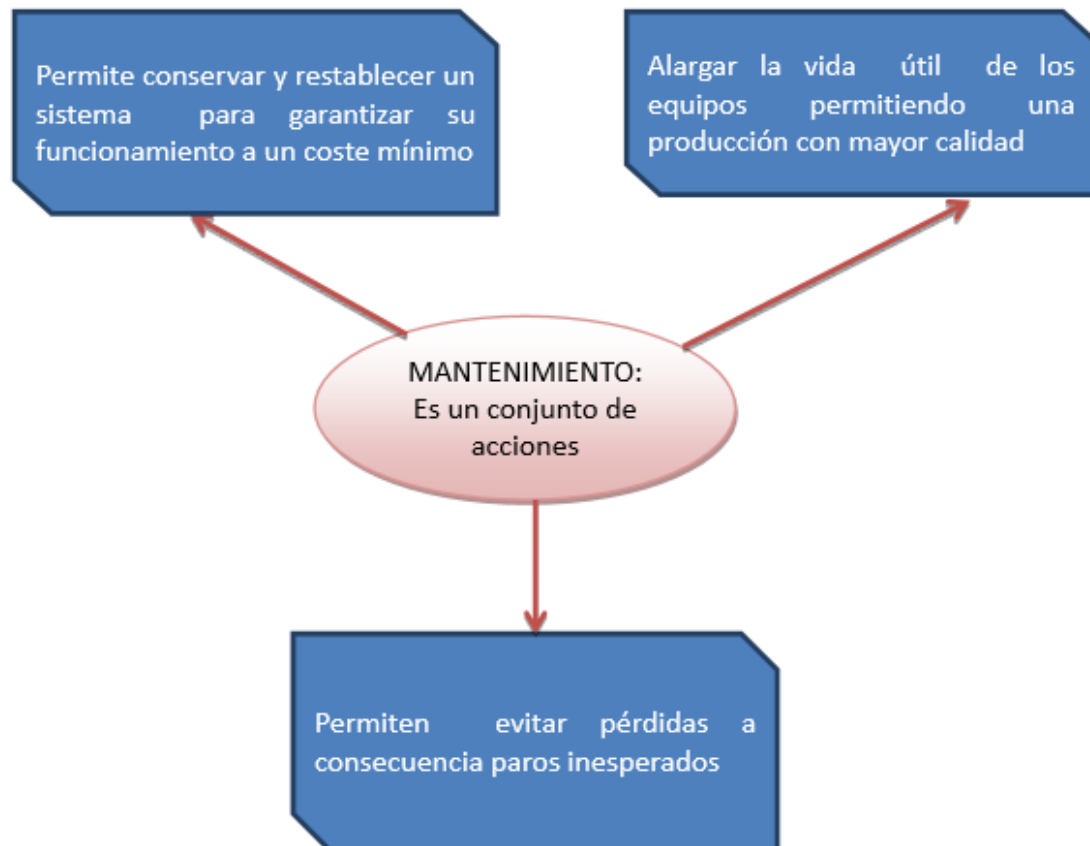 Permite conservar y restablecer un
sistema para garantizar su
funcionamiento a un coste mínimo
Alargar la vida útil de los
equipos permitiendo una
producción con mayor calidad
MANTENIMIENTO:
Es un conjunto de
acciones
Permiten evitar pérdidas a
consecuencia paros inesperados